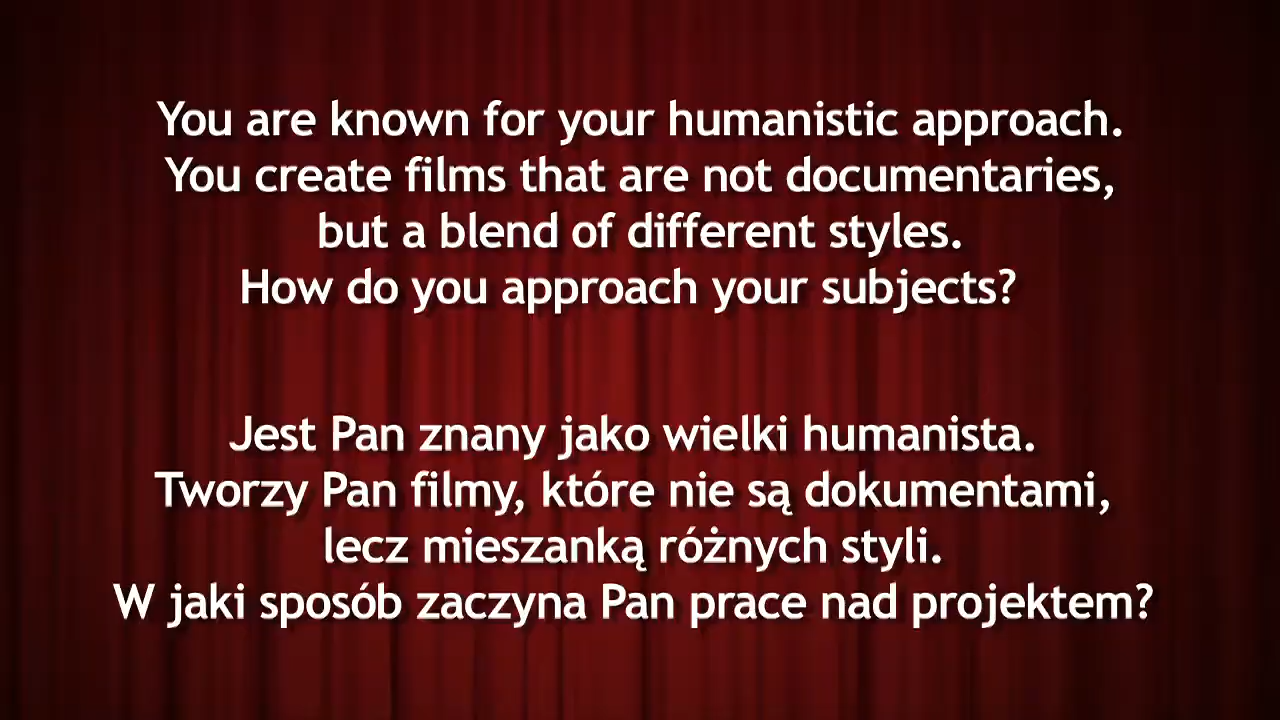 You are known for your humanistic approach.
You create films that are not documentaries,
but a blend of different styles.
How do you approach your subjects?
Jest Pan znany jako wielki humanista.
Tworzy Pan filmy, które nie są dokumentami,
lecz mieszanką różnych styli.
W jaki sposób zaczyna Pan prace nad projektem?